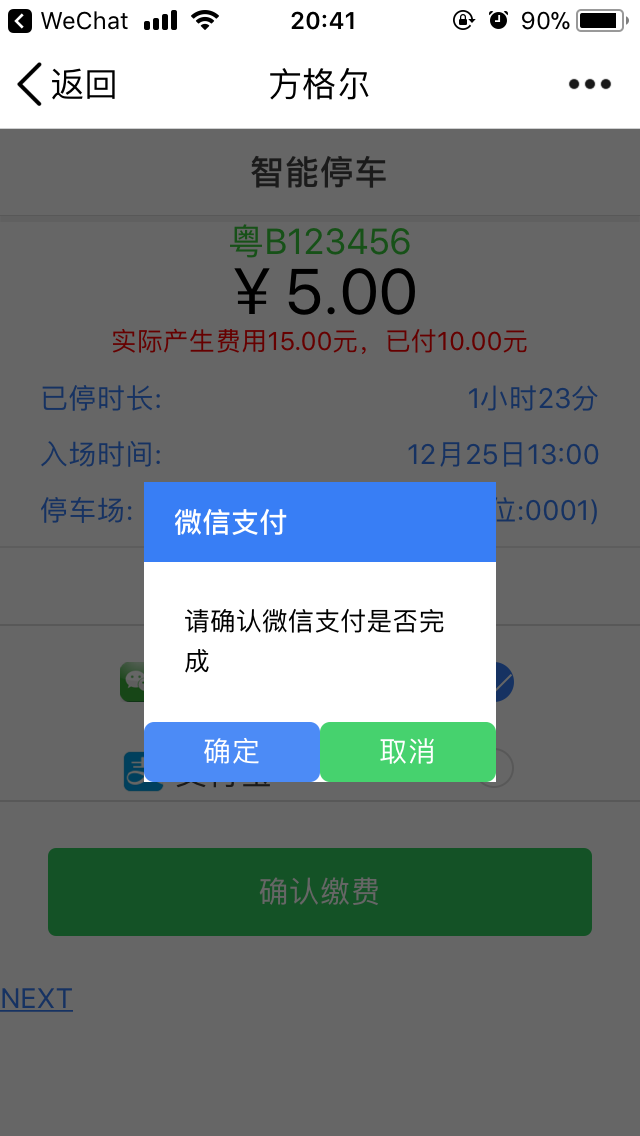 WeChat 20:41 90%
返回 方格尔
智能停车
粤B123456
¥5.00
实际产生费用15.00元，已付10.00元
已停时长: 1小时23分
入场时间: 12月25日13:00
停车场: 位:0001)
微信支付
请确认微信支付是否完
成
确定 取消
确认缴费
NEXT